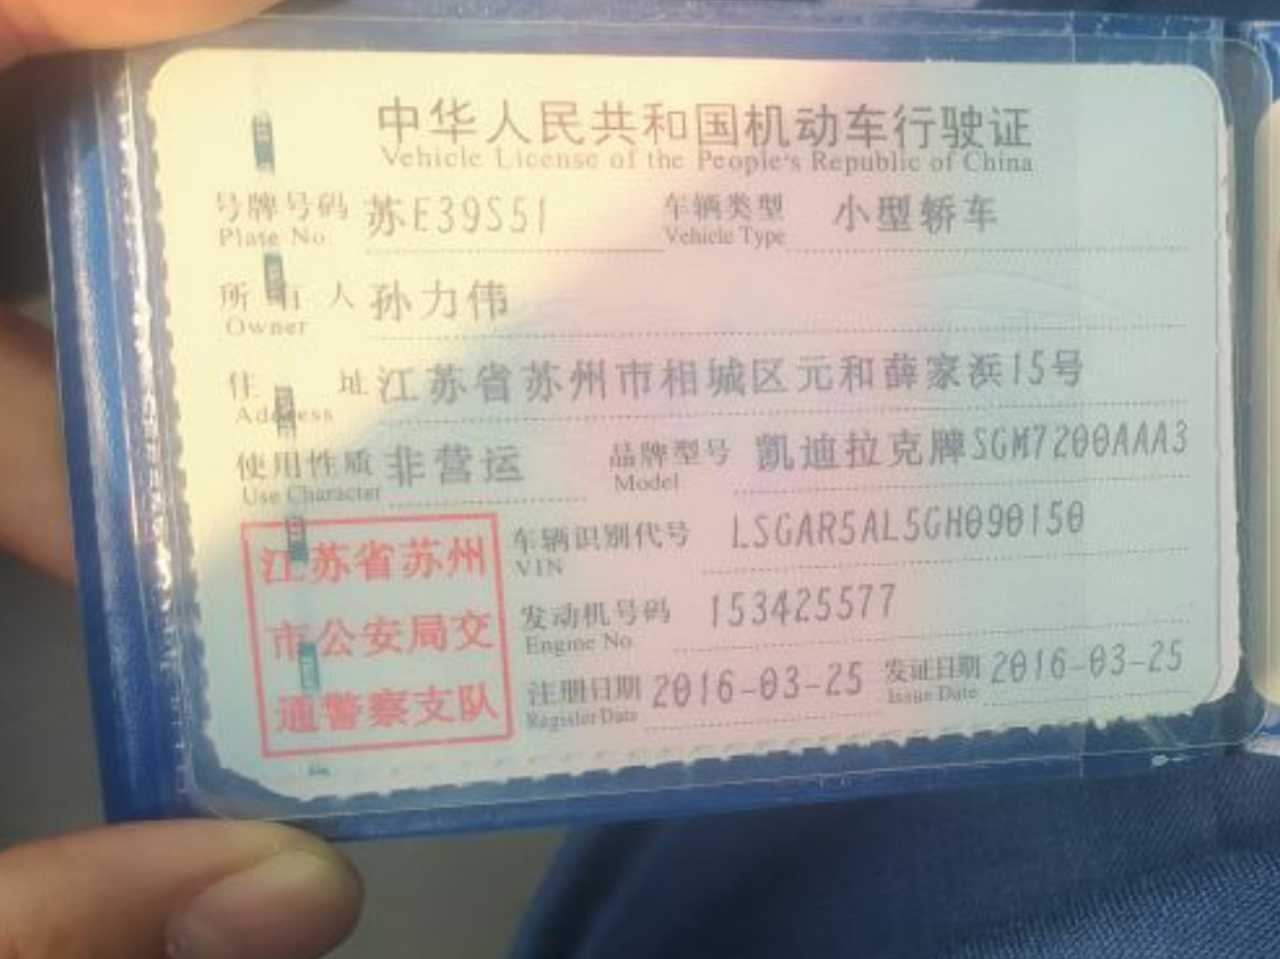 中华人民共和国机动车行驶证
Vehicle License of the People's Republic of China
号牌号码 苏E39S51 车辆类型 小型轿车
Plate No. Vehicle Type
所有人 孙力伟
Owner
住址 江苏省苏州市相城区元和薛家浜15号
Address
使用性质 非营运 品牌型号 凯迪拉克牌SGM7200AAA3
Use Character Model
江苏省苏州
市公安局交
通警察支队
车辆识别代号 LSGAR5AL5GH090150
VIN
发动机号码 153425577
Engine No.
注册日期 2016-03-25 发证日期 2016-03-25
Register Date Issue Date